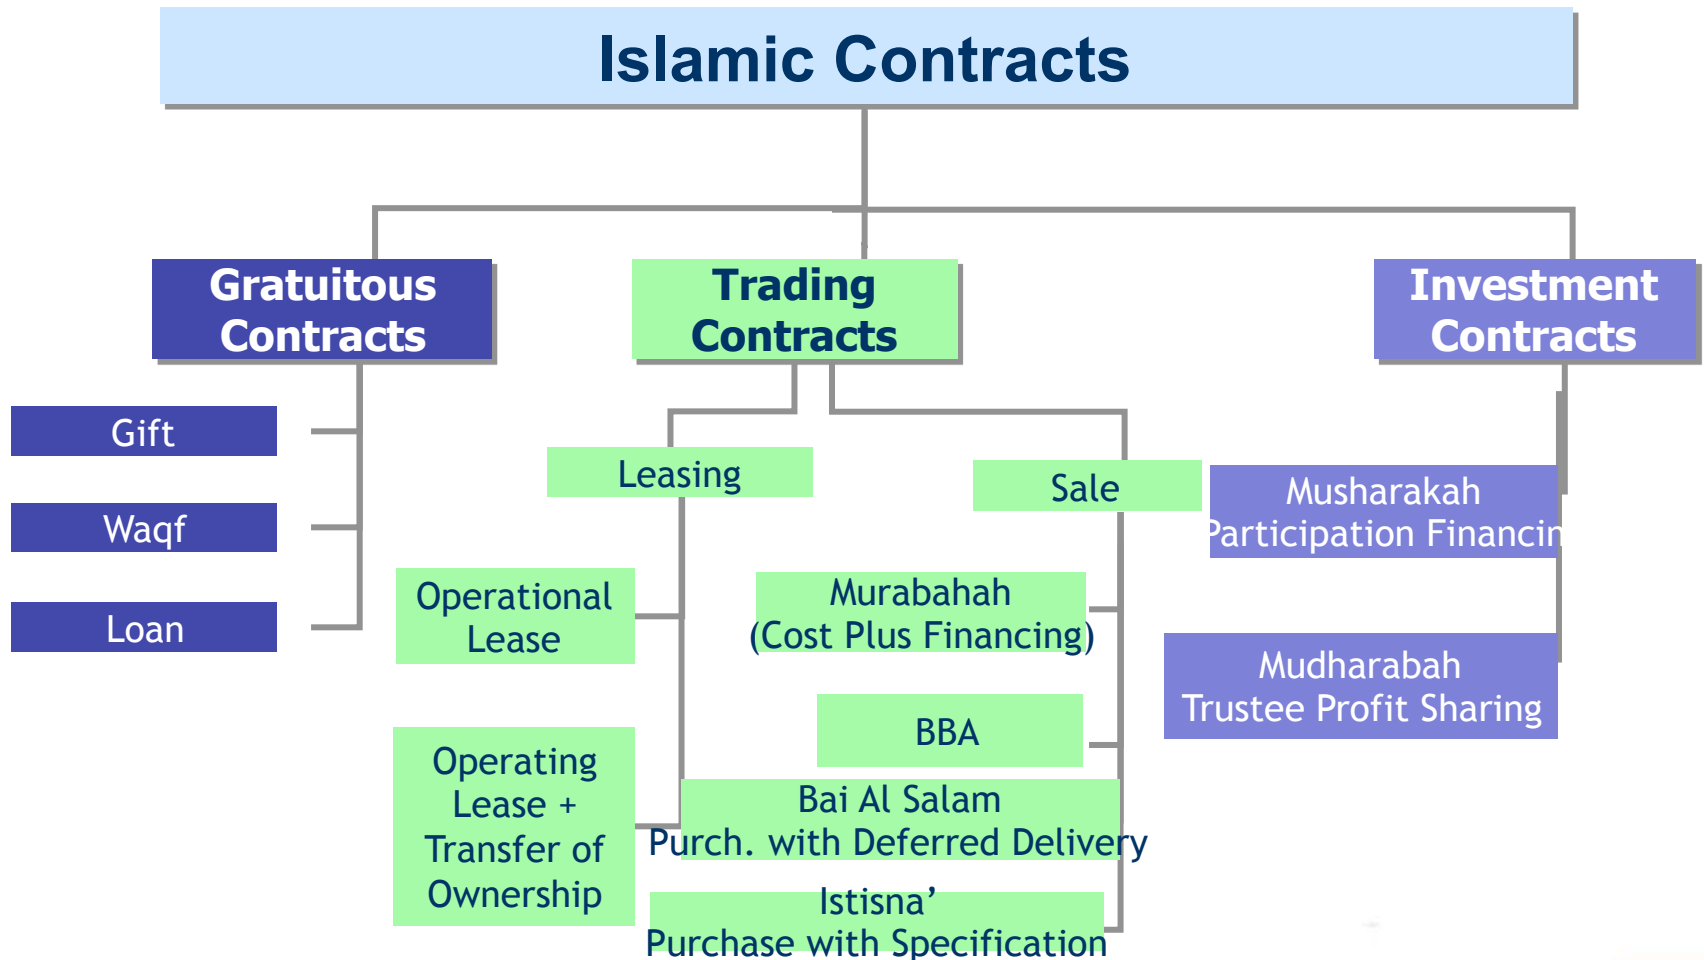 Islamic Contracts
Gratuitous
Contracts
Trading
Contracts
Investment
Contracts
Gift
Waqf
Loan
Leasing
Sale
Operational
Lease
Operating
Lease +
Transfer of
Ownership
Murabahah
(Cost Plus Financing)
BBA
Bai Al Salam
Purch. with Deferred Delivery
Istisna’
Purchase with Specification
Musharakah
Participation Financin
Mudharabah
Trustee Profit Sharing